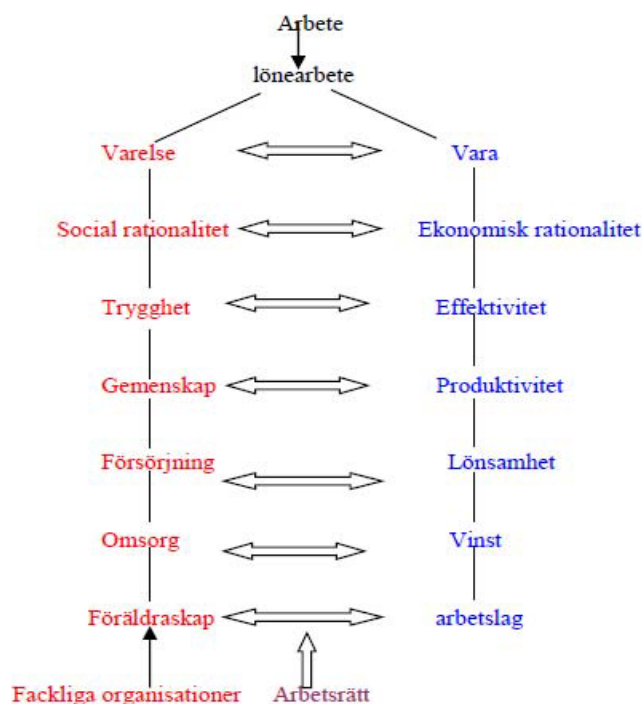 Arbete
lönearbete
Varelse Vara
Social rationalitet Ekonomisk rationalitet
Trygghet Effektivitet
Gemenskap Produktivitet
Försörjning Lönsamhet
Omsorg Vinst
Föräldraskap arbetslag
Fackliga organisationer Arbetsrätt